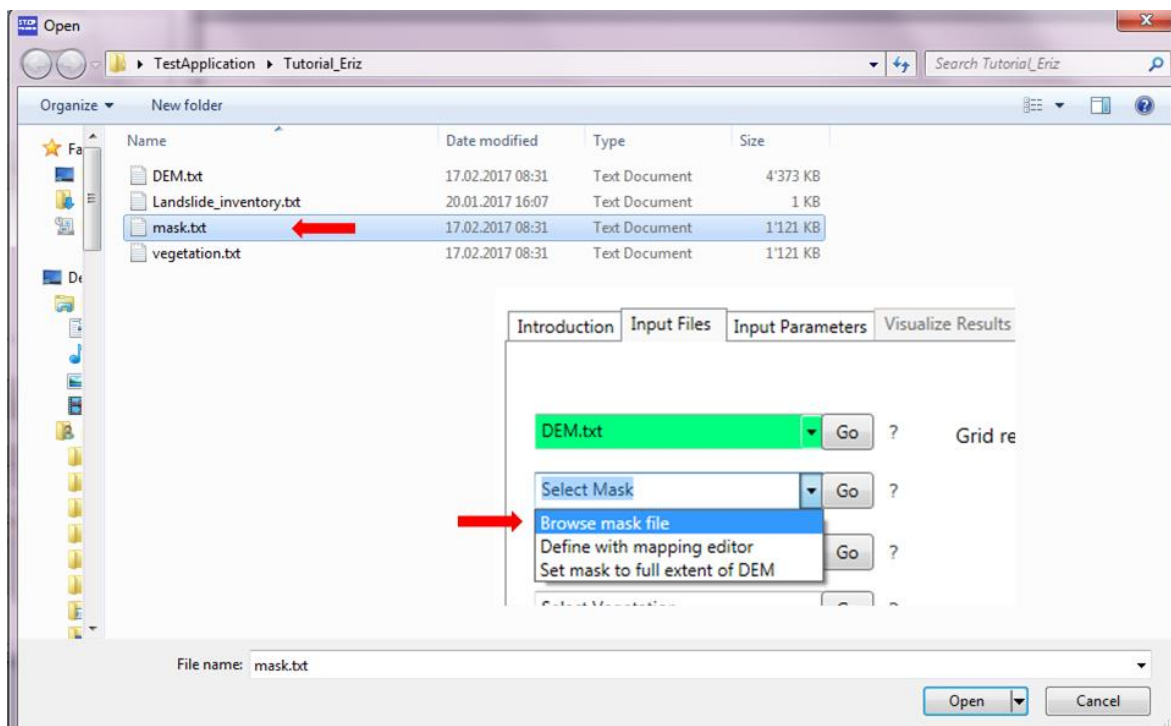 Open
TestApplication ▸ Tutorial_Eriz
Search Tutorial_Eriz
Organize ▾ New folder
Name Date modified Type Size
DEM.txt 17.02.2017 08:31 Text Document 4'373 KB
Landslide_inventory.txt 20.01.2017 16:07 Text Document 1 KB
mask.txt 17.02.2017 08:31 Text Document 1'121 KB
vegetation.txt 17.02.2017 08:31 Text Document 1'121 KB
Fa
De
Introduction Input Files Input Parameters Visualize Results
DEM.txt Go ? Grid re
Select Mask Go ?
Browse mask file
Define with mapping editor Go ?
Set mask to full extent of DEM
File name: mask.txt
Open Cancel